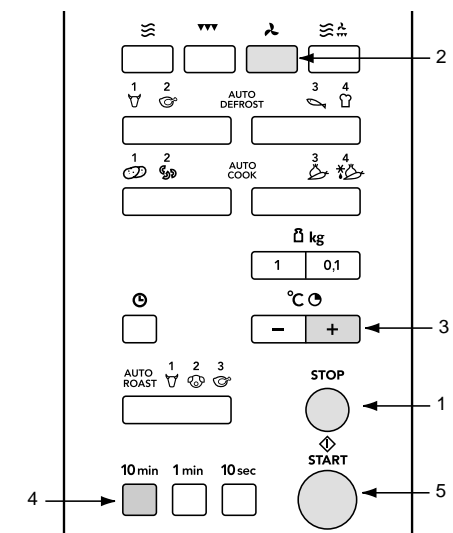 2
1 2 AUTO DEFROST 3 4
1 2 AUTO COOK 3 4
kg
1 0,1
°C
− + 3
AUTO ROAST 1 2 3
STOP
1
START
10 min 1 min 10 sec
4
5